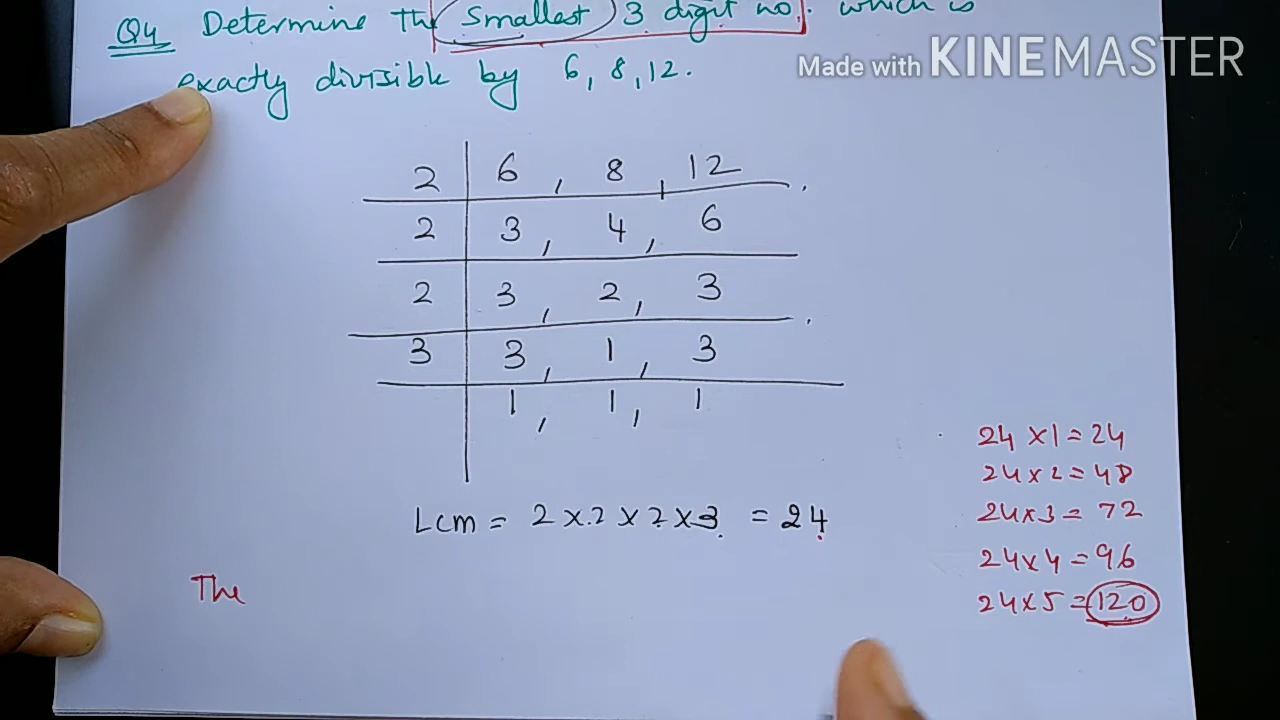 Q4 Determine the smallest 3 digit no. which is
exactly divisible by 6, 8, 12.
Made with KINEMASTER
2 6 , 8 , 12
2 3 , 4 , 6
2 3 , 2 , 3
3 3 , 1 , 3
1 , 1 , 1
Lcm = 2 × 2 × 2 × 3 = 24
24 × 1 = 24
24 × 2 = 48
24 × 3 = 72
24 × 4 = 96
24 × 5 = 120
The